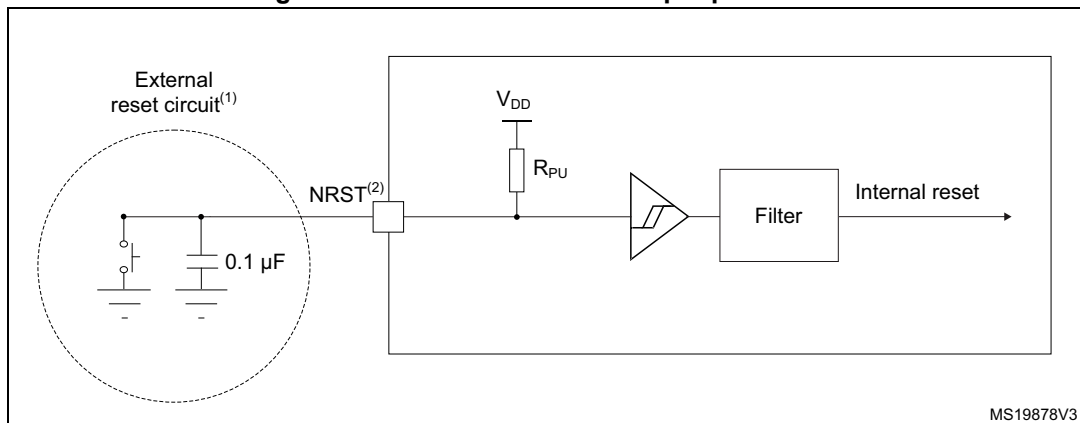 External
reset circuit(1)
VDD
RPU
NRST(2)
Filter
Internal reset
0.1 µF
MS19878V3